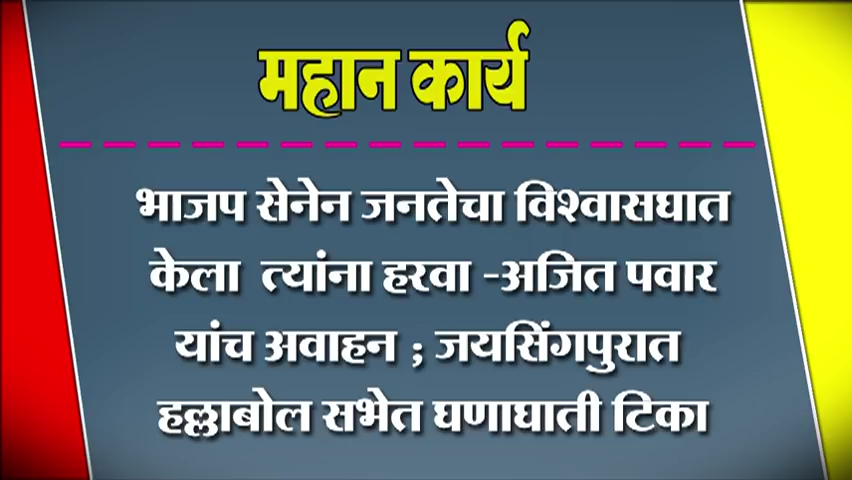 महान कार्य
भाजप सेनेन जनतेचा विश्वासघात
केला त्यांना हरवा -अजित पवार
यांच अवाहन ; जयसिंगपुरात
हल्लाबोल सभेत घणाघाती टिका